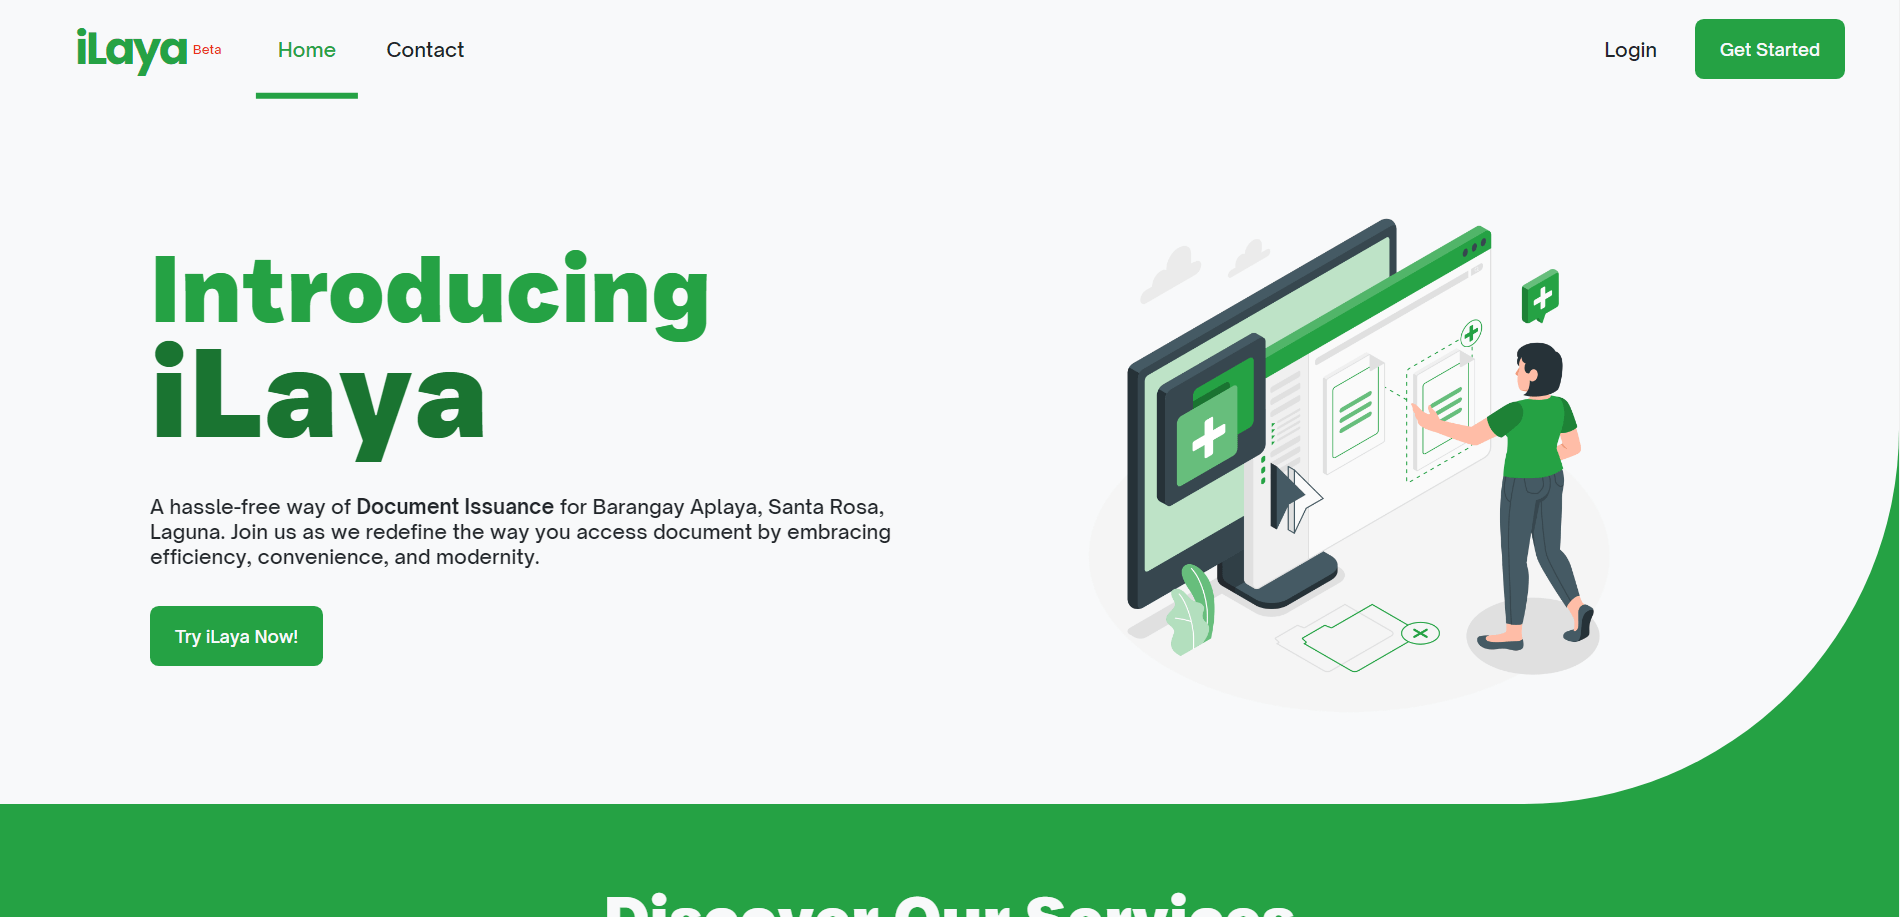 iLaya Beta Home Contact Login Get Started
Introducing
iLaya
A hassle-free way of Document Issuance for Barangay Aplaya, Santa Rosa,
Laguna. Join us as we redefine the way you access document by embracing
efficiency, convenience, and modernity.
Try iLaya Now!
Discover Our Services